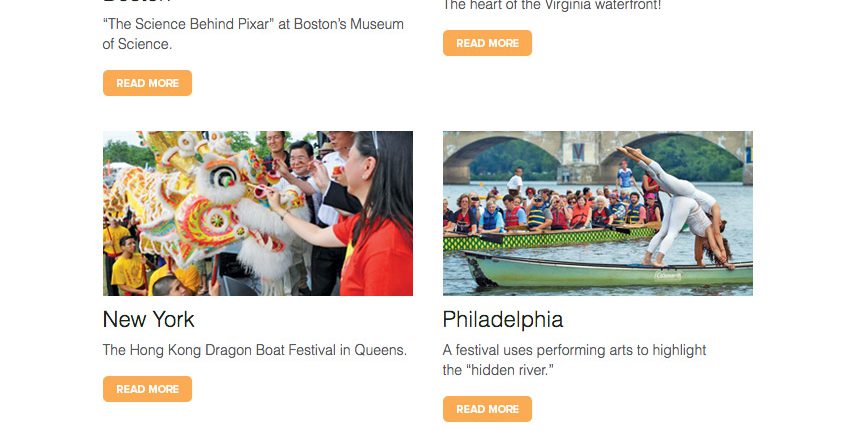 Boston
“The Science Behind Pixar” at Boston’s Museum
of Science.
READ MORE
The heart of the Virginia waterfront!
READ MORE
New York
The Hong Kong Dragon Boat Festival in Queens.
READ MORE
Philadelphia
A festival uses performing arts to highlight
the “hidden river.”
READ MORE